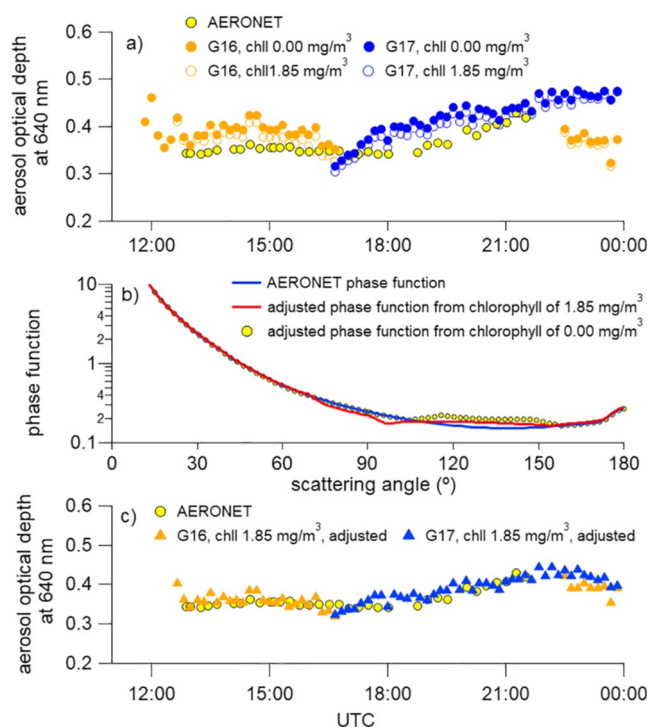 AERONET
a)
G16, chll 0.00 mg/m³
G17, chll 0.00 mg/m³
G16, chll1.85 mg/m³
G17, chll 1.85 mg/m³
aerosol optical depth
at 640 nm
0.6
0.5
0.4
0.3
0.2
12:00
15:00
18:00
21:00
00:00
b)
AERONET phase function
adjusted phase function from chlorophyll of 1.85 mg/m³
adjusted phase function from chlorophyll of 0.00 mg/m³
phase function
10
4
2
1
4
2
0.1
0
30
60
90
120
150
180
scattering angle (º)
c)
AERONET
G16, chll 1.85 mg/m³, adjusted
G17, chll 1.85 mg/m³, adjusted
aerosol optical depth
at 640 nm
0.6
0.5
0.4
0.3
0.2
12:00
15:00
18:00
21:00
00:00
UTC